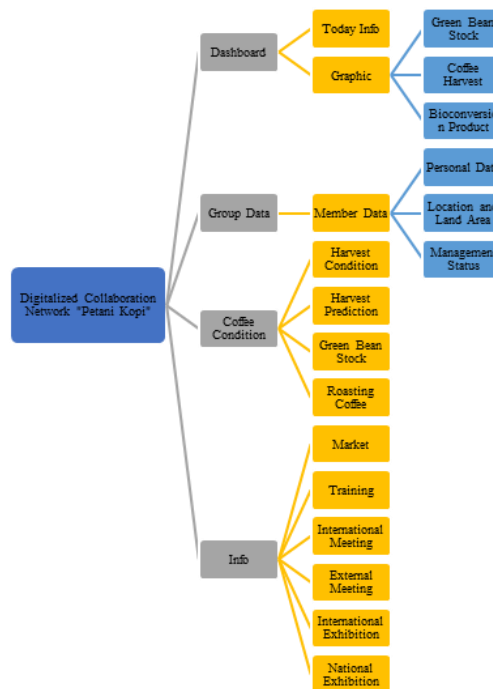 Digitalized Collaboration
Network "Petani Kopi"
Dashboard
Today Info
Graphic
Green Bean
Stock
Coffee
Harvest
Bioconversio
n Product
Group Data
Member Data
Personal Data
Location and
Land Area
Management
Status
Coffee
Condition
Harvest
Condition
Harvest
Prediction
Green Bean
Stock
Roasting
Coffee
Info
Market
Training
International
Meeting
External
Meeting
International
Exhibition
National
Exhibition